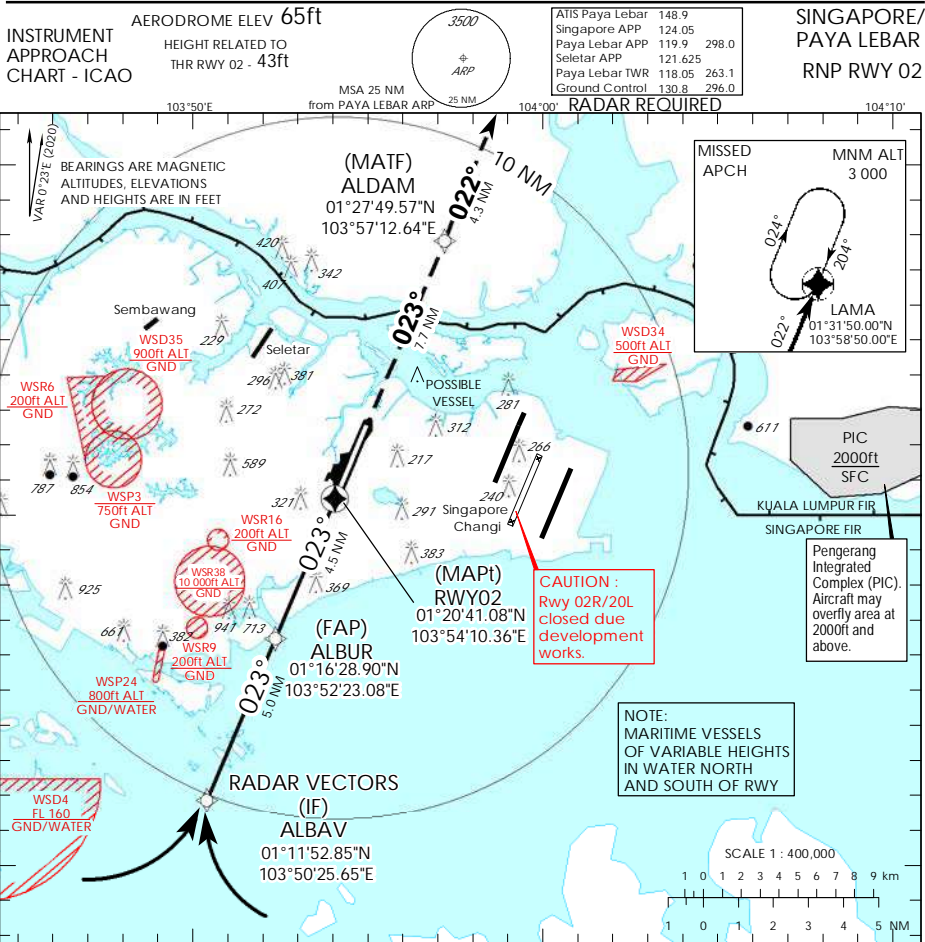 INSTRUMENT
APPROACH
CHART - ICAO
AERODROME ELEV 65ft
HEIGHT RELATED TO
THR RWY 02 - 43ft
3500
ARP
25 NM
MSA 25 NM
from PAYA LEBAR ARP
ATIS Paya Lebar 148.9
Singapore APP 124.05
Paya Lebar APP 119.9 298.0
Seletar APP 121.625
Paya Lebar TWR 118.05 263.1
Ground Control 130.8 296.0
RADAR REQUIRED
SINGAPORE/
PAYA LEBAR
RNP RWY 02
103°50'E
104°00'E
104°10'E
VAR 0°23'E (2020)
BEARINGS ARE MAGNETIC
ALTITUDES, ELEVATIONS
AND HEIGHTS ARE IN FEET
(MATF)
ALDAM
01°27'49.57"N
103°57'12.64"E
022°
4.3 NM
10 NM
MISSED
APCH
MNM ALT
3 000
024°
204°
022°
LAMA
01°31'50.00"N
103°58'50.00"E
420
407
342
Sembawang
229
Seletar
023°
7.7 NM
WSD35
900ft ALT
GND
WSD34
500ft ALT
GND
WSR6
200ft ALT
GND
296
381
POSSIBLE
VESSEL
281
272
312
611
PIC
2000ft
SFC
589
217
266
787
854
WSP3
750ft ALT
GND
321
291
240
Singapore
Changi
KUALA LUMPUR FIR
SINGAPORE FIR
WSR16
200ft ALT
GND
023°
4.5 NM
383
Pengerang
Integrated
Complex (PIC).
Aircraft may
overfly area at
2000ft and
above.
WSR38
10 000ft ALT
GND
925
369
(MAPt)
RWY02
01°20'41.08"N
103°54'10.36"E
CAUTION :
Rwy 02R/20L
closed due
development
works.
941
713
661
382
WSR9
200ft ALT
GND
(FAP)
ALBUR
01°16'28.90"N
103°52'23.08"E
WSP24
800ft ALT
GND/WATER
023°
5.0 NM
NOTE:
MARITIME VESSELS
OF VARIABLE HEIGHTS
IN WATER NORTH
AND SOUTH OF RWY
WSD4
FL 160
GND/WATER
RADAR VECTORS
(IF)
ALBAV
01°11'52.85"N
103°50'25.65"E
SCALE 1 : 400,000
1 0 1 2 3 4 5 6 7 8 9 km
1 0 1 2 3 4 5 NM